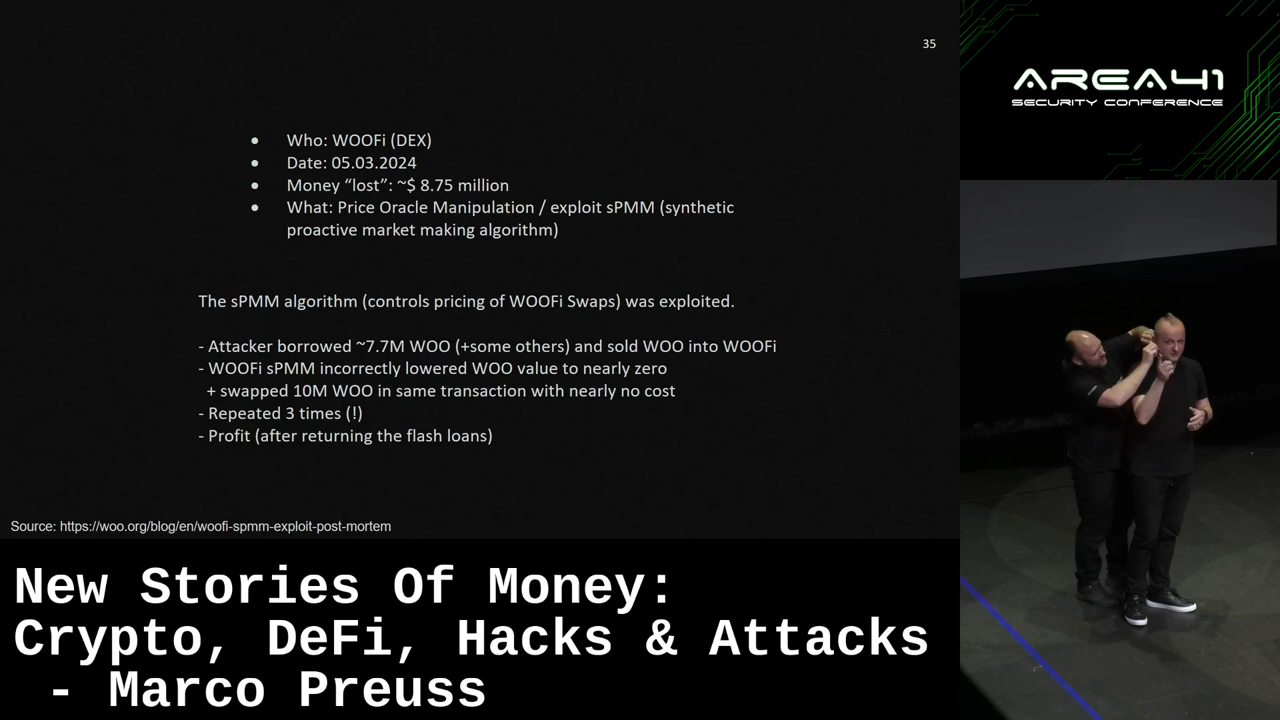 35
• Who: WOOFi (DEX)
• Date: 05.03.2024
• Money “lost”: ~$ 8.75 million
• What: Price Oracle Manipulation / exploit sPMM (synthetic
proactive market making algorithm)
The sPMM algorithm (controls pricing of WOOFi Swaps) was exploited.
- Attacker borrowed ~7.7M WOO (+some others) and sold WOO into WOOFi
- WOOFi sPMM incorrectly lowered WOO value to nearly zero
+ swapped 10M WOO in same transaction with nearly no cost
- Repeated 3 times (!)
- Profit (after returning the flash loans)
Source: https://woo.org/blog/en/woofi-spmm-exploit-post-mortem
AREA41
SECURITY CONFERENCE
New Stories Of Money:
Crypto, DeFi, Hacks & Attacks
- Marco Preuss